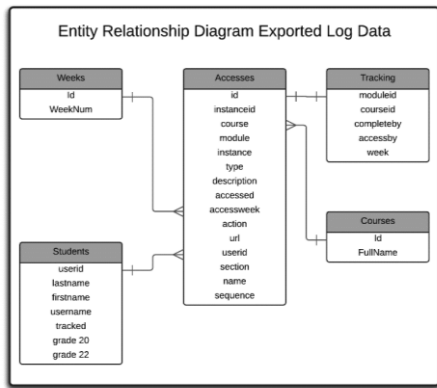 Entity Relationship Diagram Exported Log Data
Weeks
Id
WeekNum
Accesses
id
instanceid
course
module
instance
type
description
accessed
accessweek
action
url
userid
section
name
sequence
Tracking
moduleid
courseid
completeby
accessby
week
Courses
Id
FullName
Students
userid
lastname
firstname
username
tracked
grade 20
grade 22